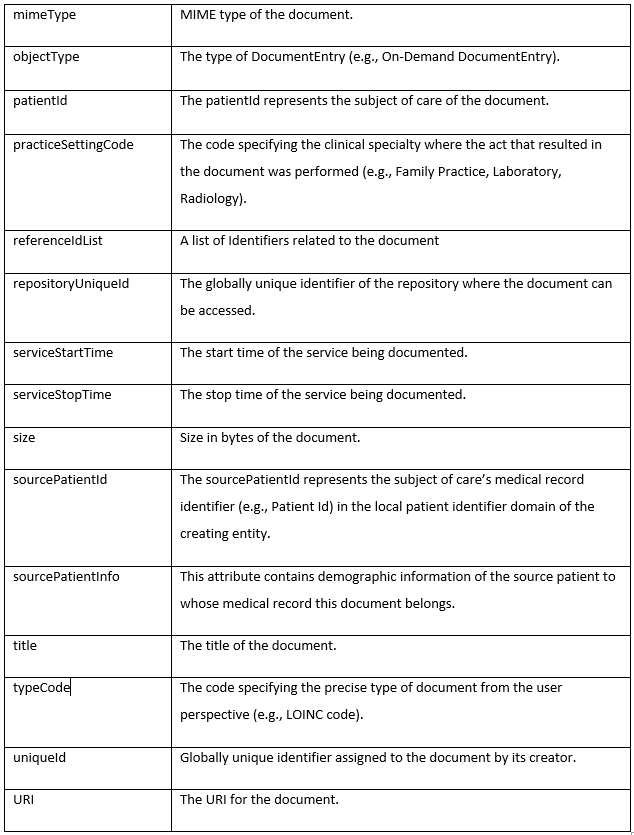 mimeType MIME type of the document.
objectType The type of DocumentEntry (e.g., On-Demand DocumentEntry).
patientId The patientId represents the subject of care of the document.
practiceSettingCode The code specifying the clinical specialty where the act that resulted in
the document was performed (e.g., Family Practice, Laboratory,
Radiology).
referenceIdList A list of Identifiers related to the document
repositoryUniqueId The globally unique identifier of the repository where the document can
be accessed.
serviceStartTime The start time of the service being documented.
serviceStopTime The stop time of the service being documented.
size Size in bytes of the document.
sourcePatientId The sourcePatientId represents the subject of care’s medical record
identifier (e.g., Patient Id) in the local patient identifier domain of the
creating entity.
sourcePatientInfo This attribute contains demographic information of the source patient to
whose medical record this document belongs.
title The title of the document.
typeCode The code specifying the precise type of document from the user
perspective (e.g., LOINC code).
uniqueId Globally unique identifier assigned to the document by its creator.
URI The URI for the document.